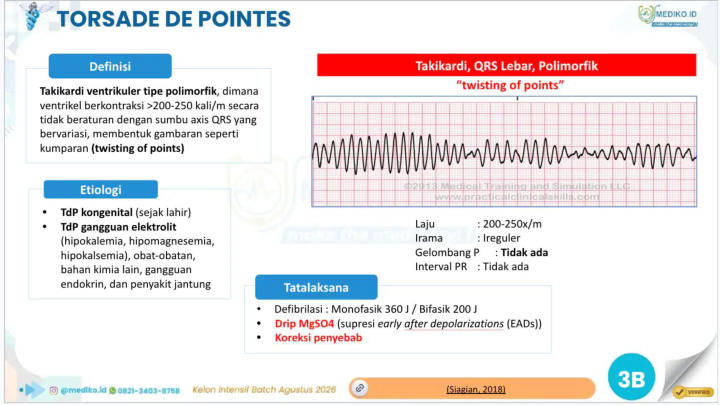 TORSADE DE POINTES
MEDIKO.ID
Definisi
Takikardi ventrikuler tipe polimorfik, dimana
ventrikel berkontraksi >200-250 kali/m secara
tidak beraturan dengan sumbu axis QRS yang
bervariasi, membentuk gambaran seperti
kumparan (twisting of points)
Etiologi
• TdP kongenital (sejak lahir)
• TdP gangguan elektrolit
(hipokalemia, hipomagnesemia,
hipokalsemia), obat-obatan,
bahan kimia lain, gangguan
endokrin, dan penyakit jantung
Takikardi, QRS Lebar, Polimorfik
“twisting of points”
©2013 Medical Training and Simulation LLC
www.practicalclinicalskills.com
Laju : 200-250x/m
Irama : Ireguler
Gelombang P : Tidak ada
Interval PR : Tidak ada
Tatalaksana
• Defibrilasi : Monofasik 360 J / Bifasik 200 J
• Drip MgSO4 (supresi early after depolarizations (EADs))
• Koreksi penyebab
@mediko.id 0821-3403-8758 Kelon Intensif Batch Agustus 2026
(Siagian, 2018)
3B
VERIFIED